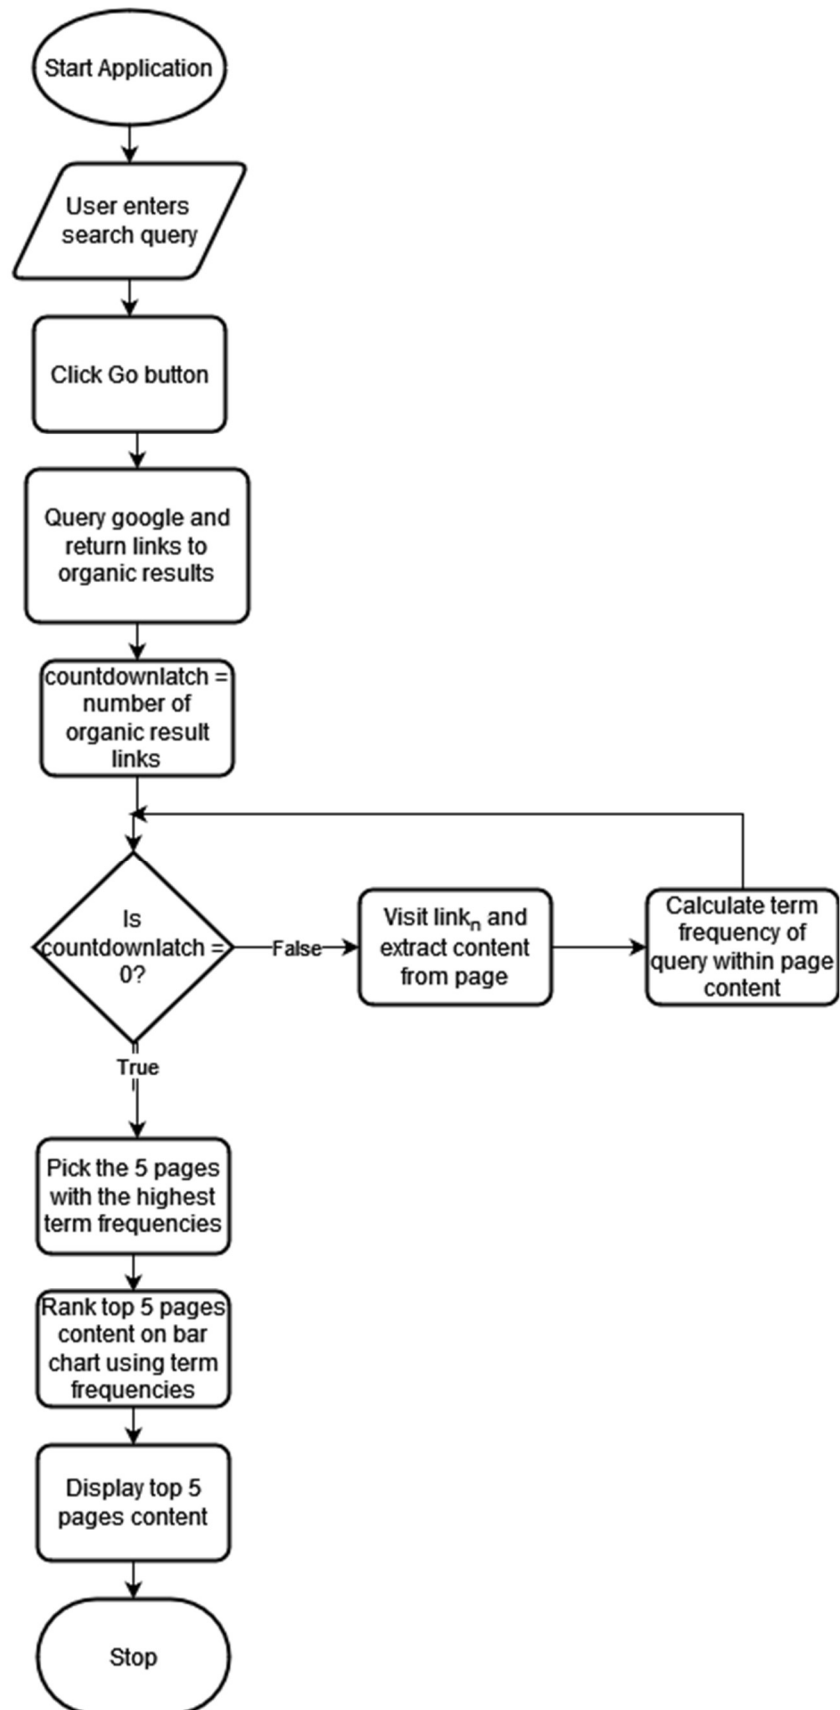 Start Application
User enters
search query
Click Go button
Query google and
return links to
organic results
countdownlatch =
number of
organic result
links
Is
countdownlatch =
0?
False
Visit linkn and
extract content
from page
Calculate term
frequency of
query within page
content
True
Pick the 5 pages
with the highest
term frequencies
Rank top 5 pages
content on bar
chart using term
frequencies
Display top 5
pages content
Stop